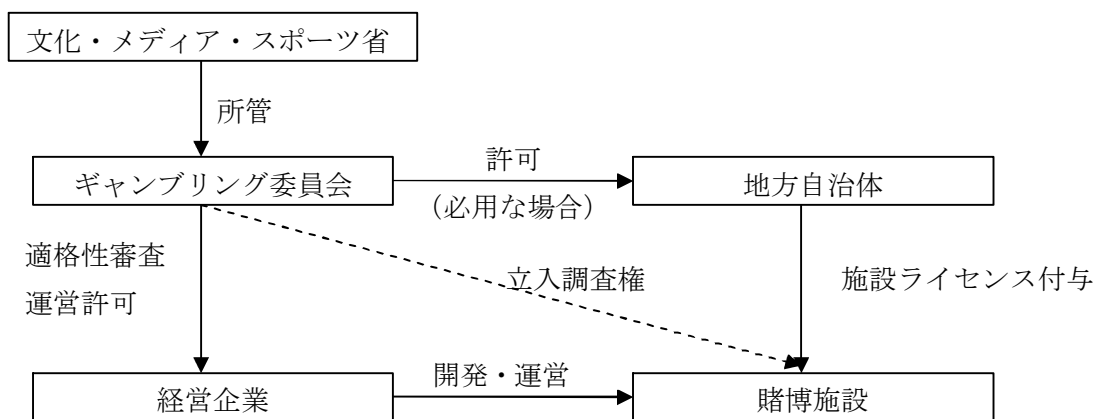 文化・メディア・スポーツ省
所管
ギャンブリング委員会
許可
(必用な場合)
地方自治体
適格性審査
運営許可
立入調査権
施設ライセンス付与
経営企業
開発・運営
賭博施設